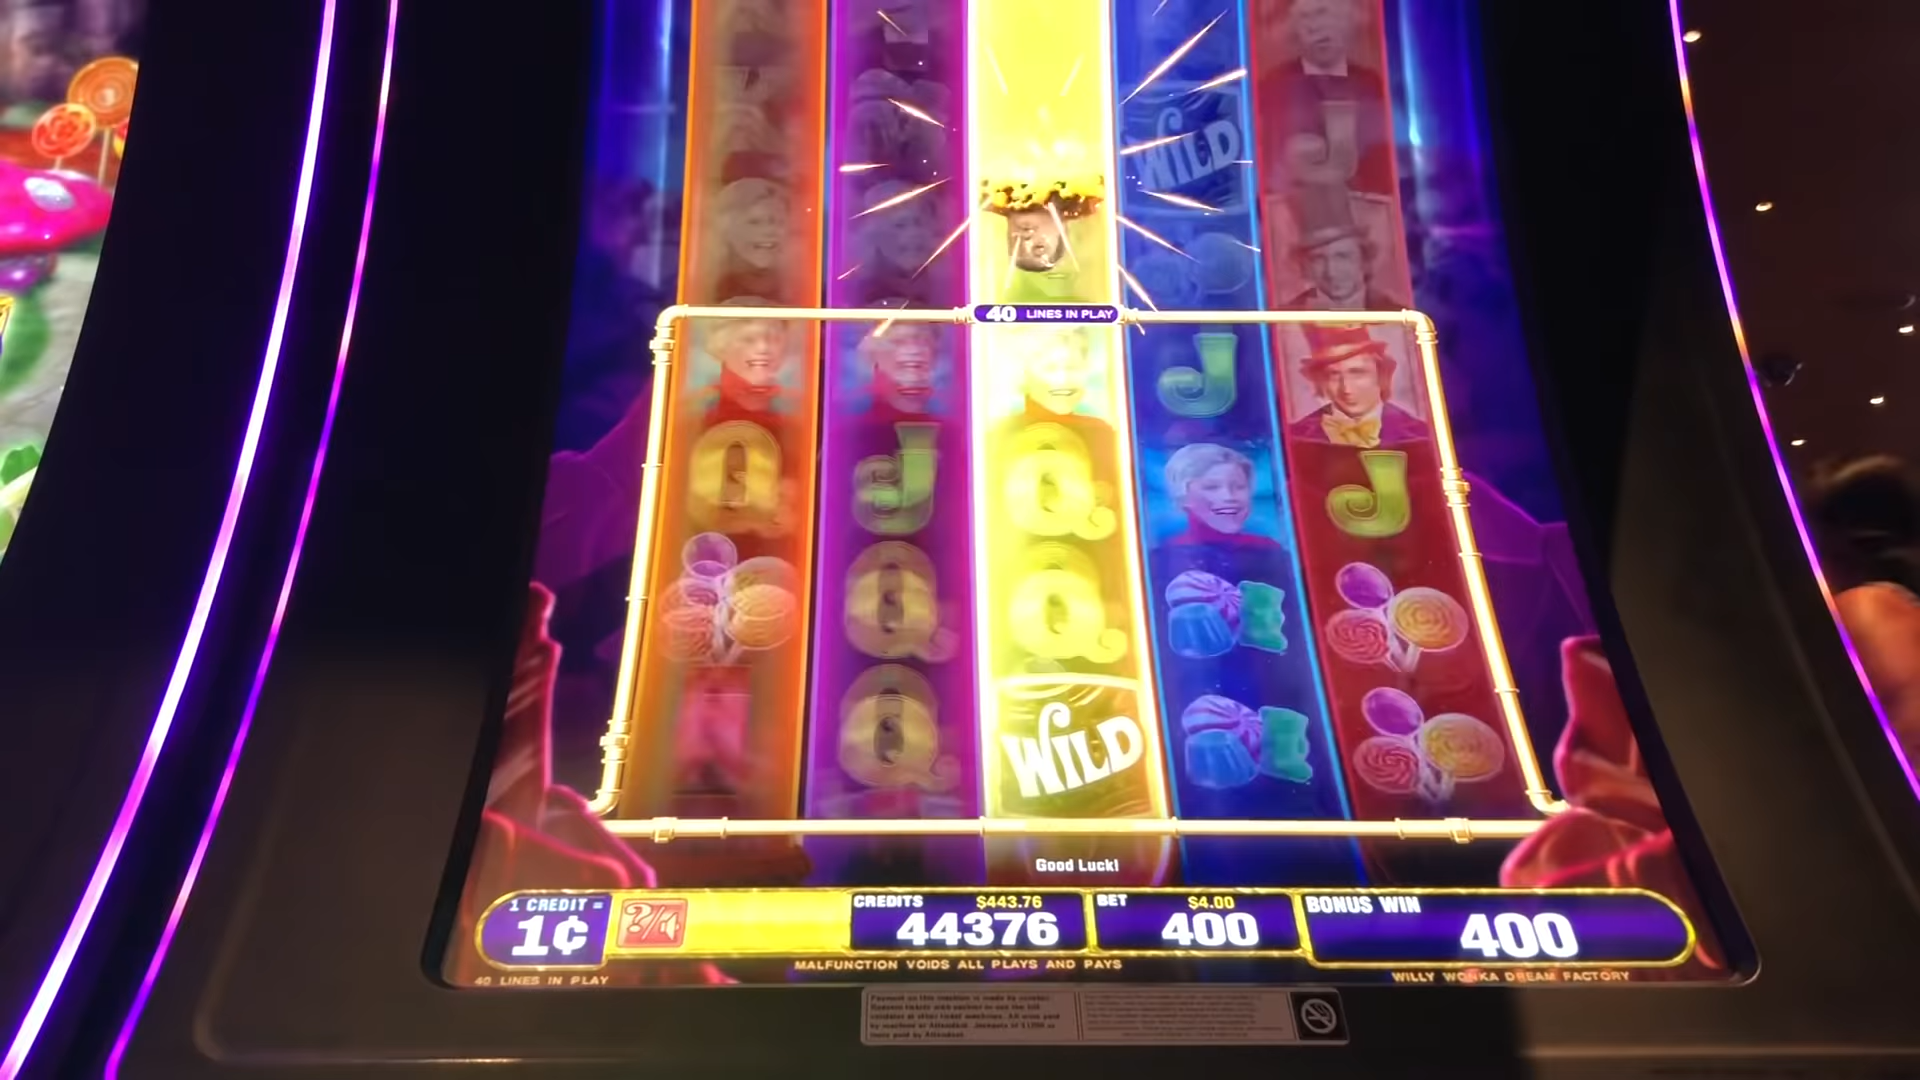 WILD
J
40 LINES IN PLAY
J
Q J Q J
Q Q
Q
WILD
Good Luck!
1 CREDIT =
1¢
?/
CREDITS $443.76
44376
BET $4.00
400
BONUS WIN
400
40 LINES IN PLAY
MALFUNCTION VOIDS ALL PLAYS AND PAYS
WILLY WONKA DREAM FACTORY